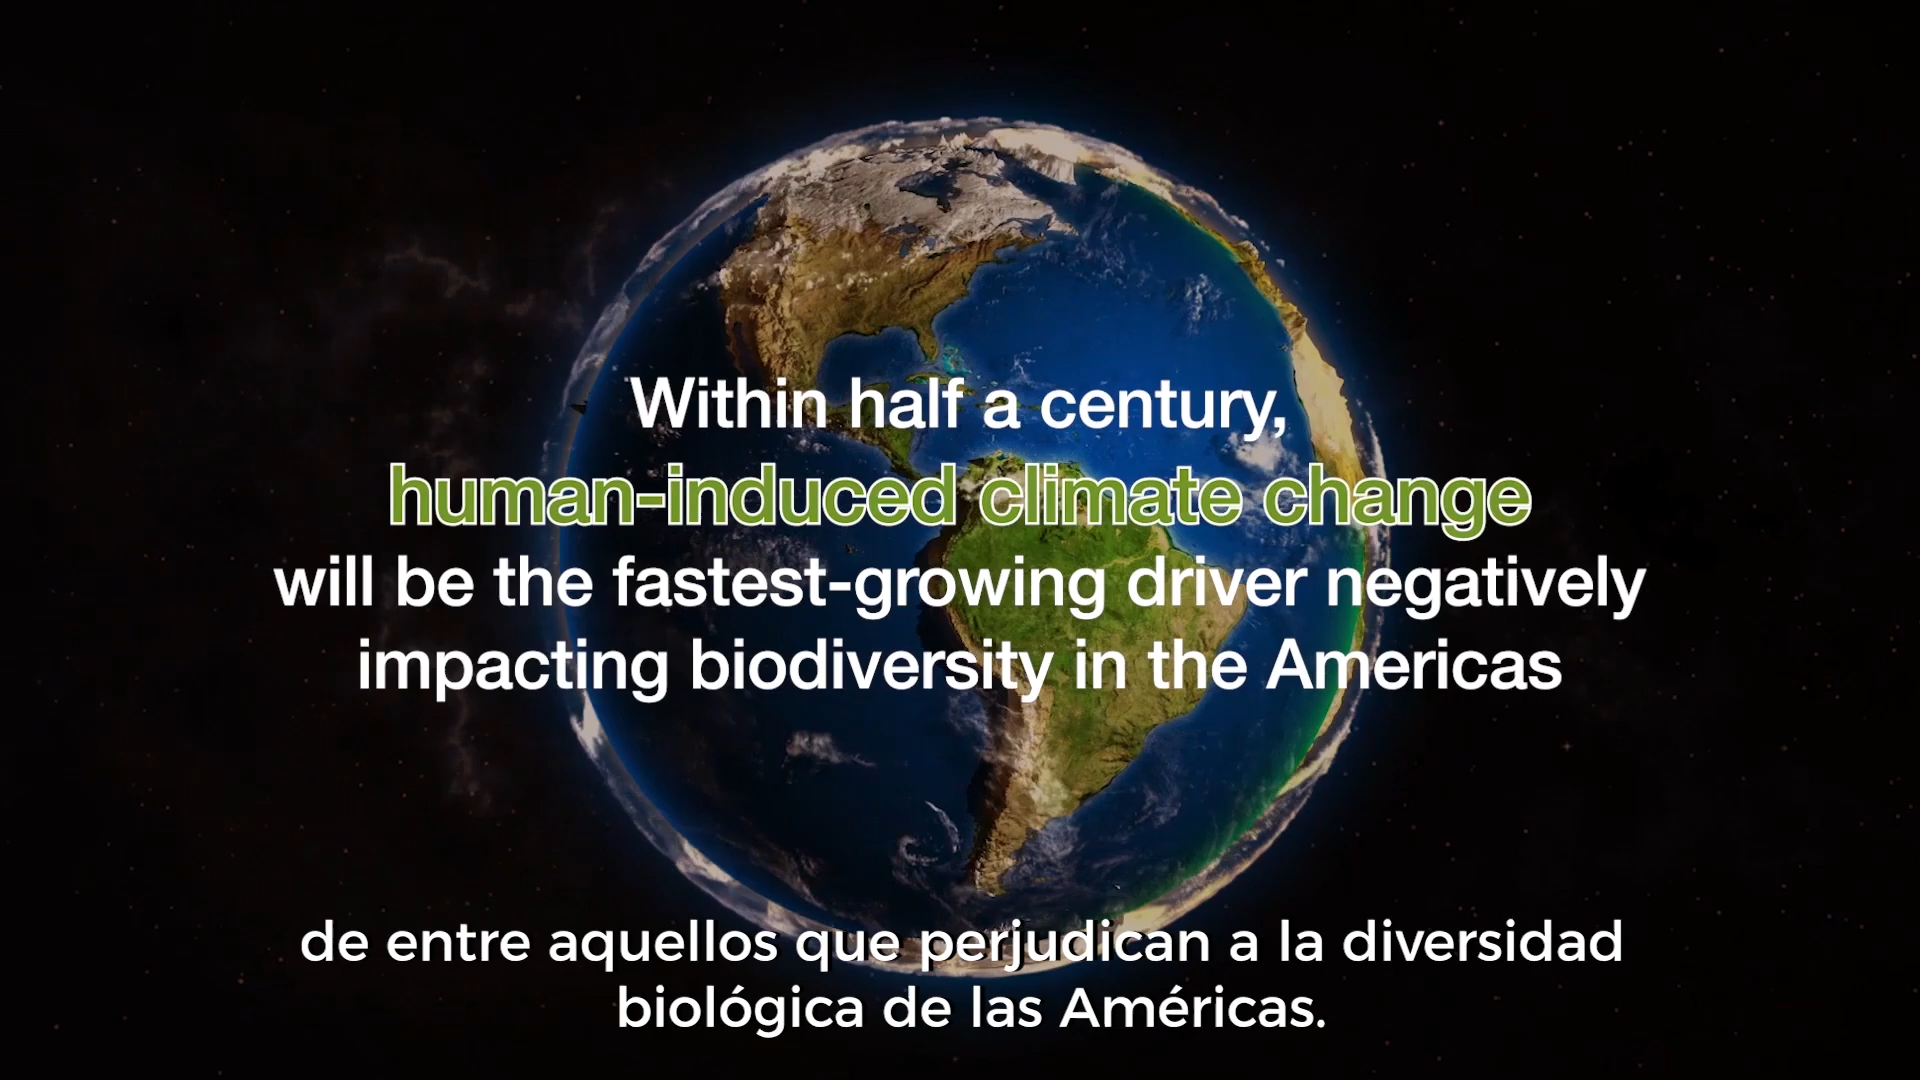 Within half a century,
human-induced climate change
will be the fastest-growing driver negatively
impacting biodiversity in the Americas
de entre aquellos que perjudican a la diversidad
biológica de las Américas.